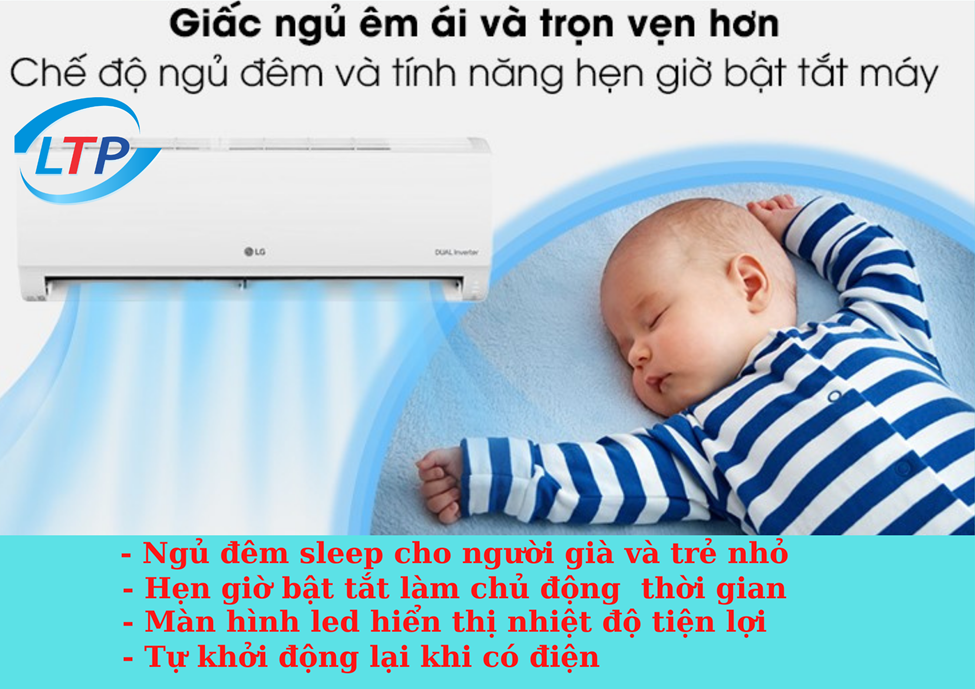 Giấc ngủ êm ái và trọn vẹn hơn
Chế độ ngủ đêm và tính năng hẹn giờ bật tắt máy
LTP
LG
DUAL Inverter
- Ngủ đêm sleep cho người già và trẻ nhỏ
- Hẹn giờ bật tắt làm chủ động thời gian
- Màn hình led hiển thị nhiệt độ tiện lợi
- Tự khởi động lại khi có điện